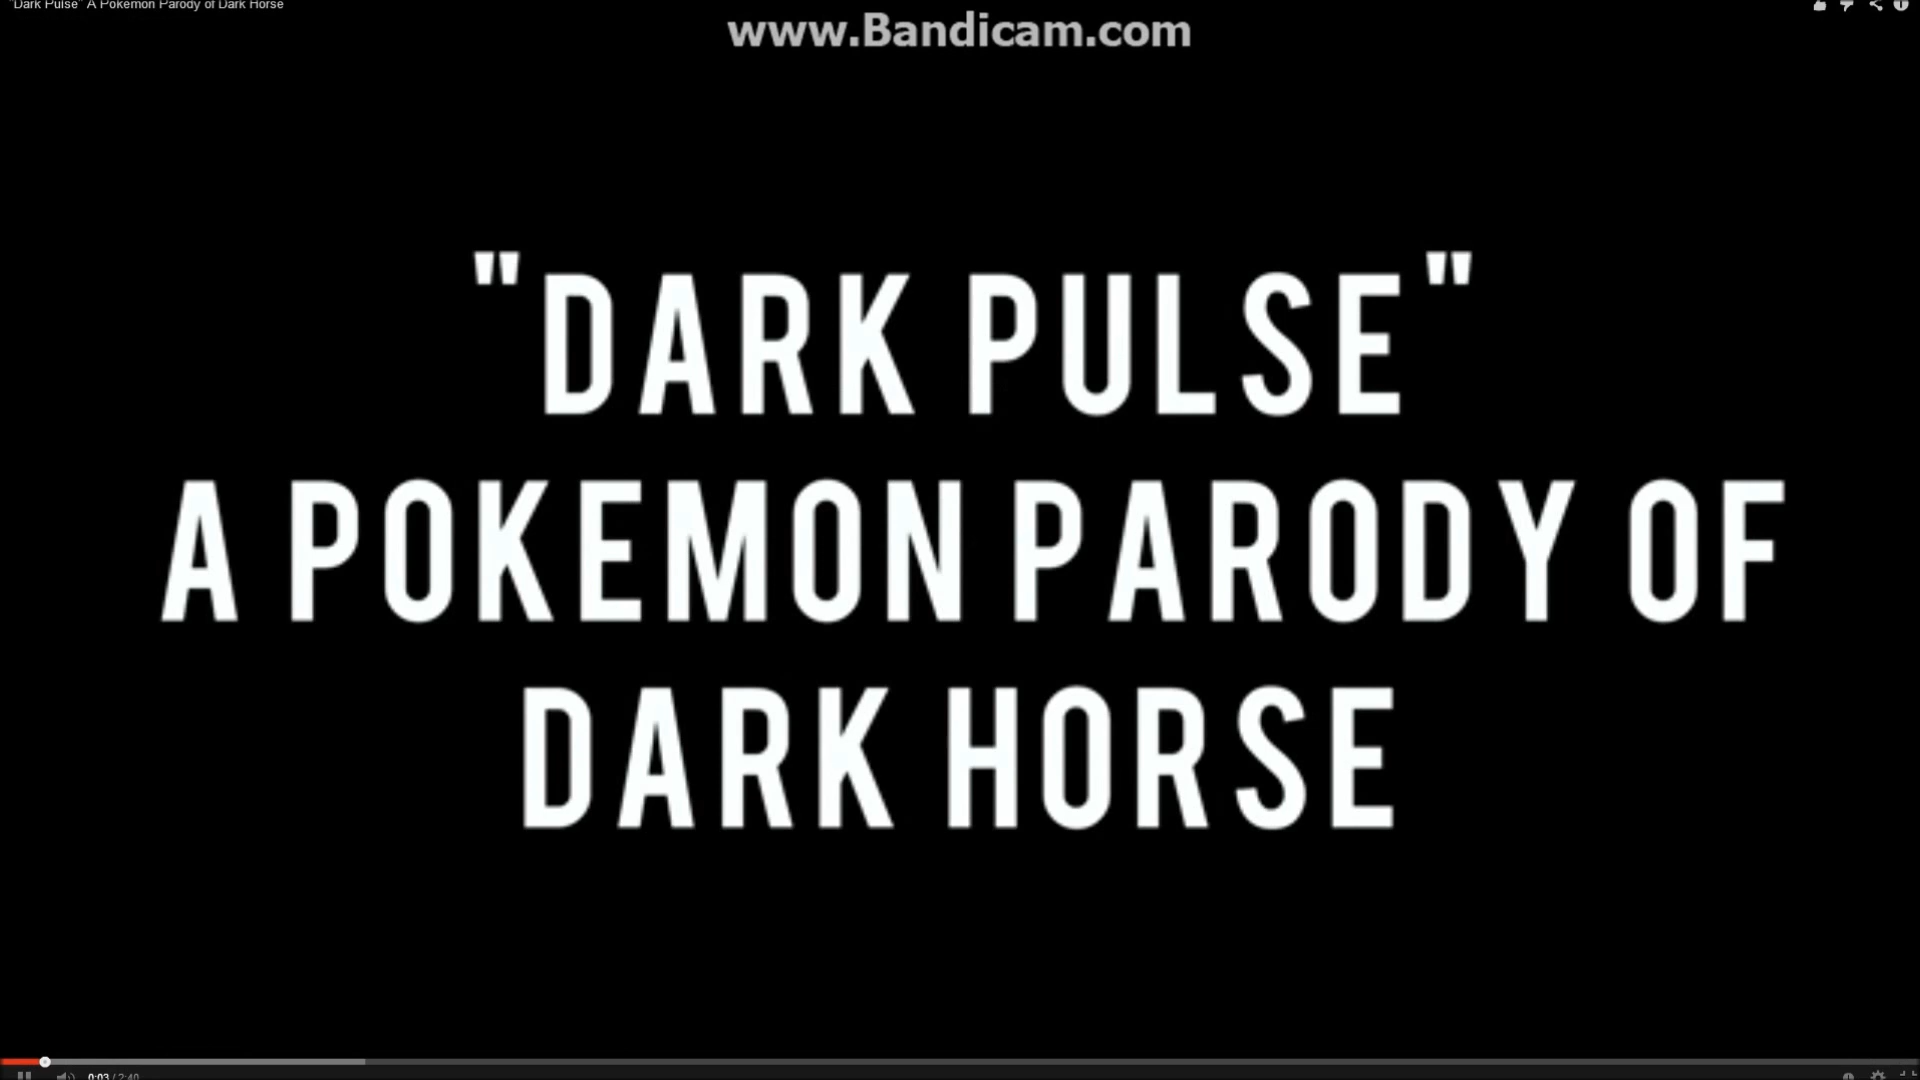 "Dark Pulse" A Pokemon Parody of Dark Horse
www.Bandicam.com
"DARK PULSE"
A POKEMON PARODY OF
DARK HORSE
0:03 / 2:40